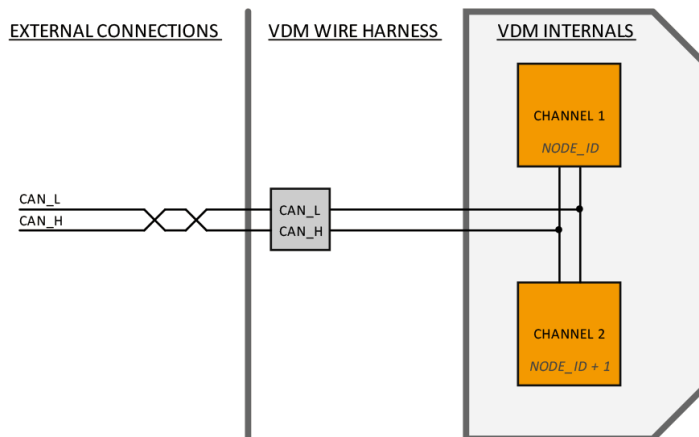 EXTERNAL CONNECTIONS
VDM WIRE HARNESS
VDM INTERNALS
CHANNEL 1
NODE_ID
CAN_L
CAN_H
CAN_L
CAN_H
CHANNEL 2
NODE_ID + 1